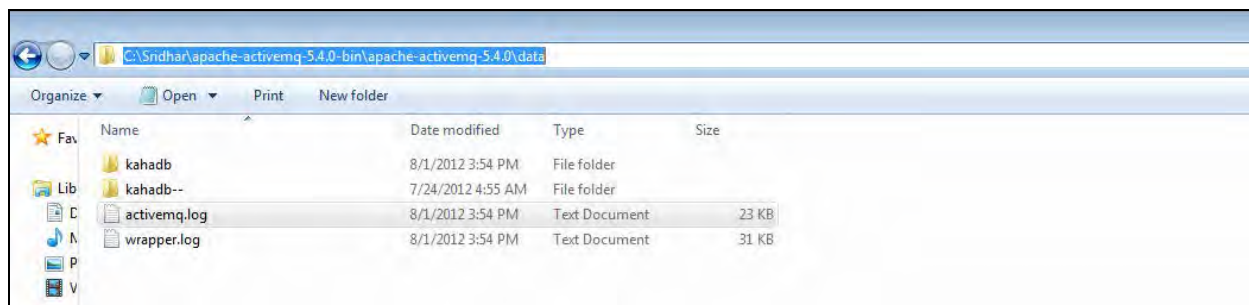 C:\Sridhar\apache-activemq-5.4.0-bin\apache-activemq-5.4.0\data
Organize Open Print New folder
Fav
Name Date modified Type Size
kahadb 8/1/2012 3:54 PM File folder
Lib kahadb-- 7/24/2012 4:55 AM File folder
D activemq.log 8/1/2012 3:54 PM Text Document 23 KB
wrapper.log 8/1/2012 3:54 PM Text Document 31 KB
P
V